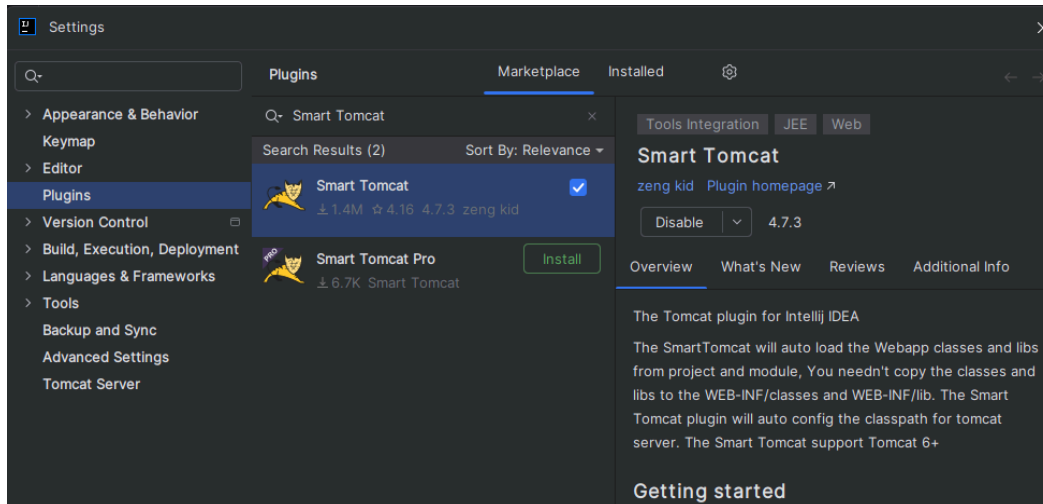 Settings
Appearance & Behavior
Keymap
Editor
Plugins
Version Control
Build, Execution, Deployment
Languages & Frameworks
Tools
Backup and Sync
Advanced Settings
Tomcat Server
Plugins
Marketplace
Installed
Smart Tomcat
Search Results (2)
Sort By: Relevance
Smart Tomcat
1.4M 4.16 4.7.3 zeng kid
PRO
Smart Tomcat Pro
Install
6.7K Smart Tomcat
Tools Integration JEE Web
Smart Tomcat
zeng kid Plugin homepage
Disable 4.7.3
Overview What's New Reviews Additional Info
The Tomcat plugin for Intellij IDEA
The SmartTomcat will auto load the Webapp classes and libs
from project and module, You needn't copy the classes and
libs to the WEB-INF/classes and WEB-INF/lib. The Smart
Tomcat plugin will auto config the classpath for tomcat
server. The Smart Tomcat support Tomcat 6+
Getting started